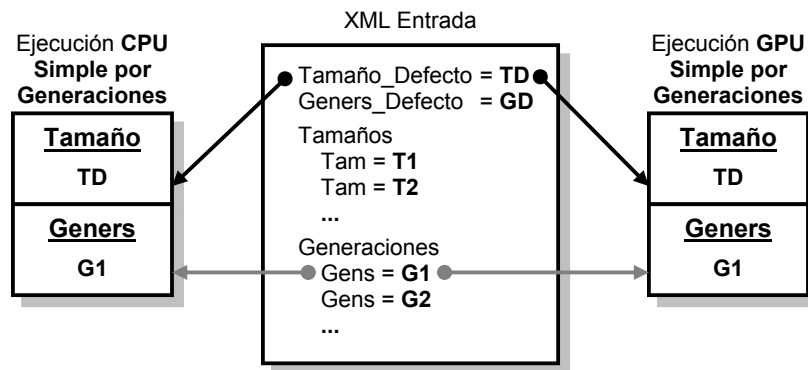 XML Entrada
Ejecución CPU
Simple por
Generaciones
Tamaño
TD
Geners
G1
Tamaño_Defecto = TD
Geners_Defecto = GD
Tamaños
Tam = T1
Tam = T2
...
Generaciones
Gens = G1
Gens = G2
...
Ejecución GPU
Simple por
Generaciones
Tamaño
TD
Geners
G1